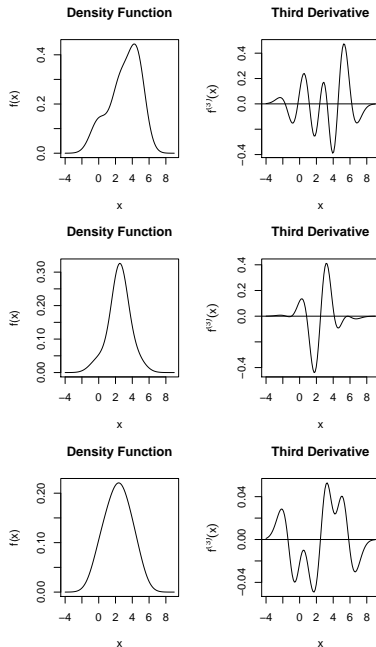 Density Function
Third Derivative
f(x)
0.0 0.2 0.4
−4 0 2 4 6 8
x
f⁽³⁾(x)
−0.4 0.0 0.4
−4 0 2 4 6 8
x
Density Function
Third Derivative
f(x)
0.00 0.10 0.20 0.30
−4 0 2 4 6 8
x
f⁽³⁾(x)
−0.4 0.0 0.2 0.4
−4 0 2 4 6 8
x
Density Function
Third Derivative
f(x)
0.00 0.10 0.20
−4 0 2 4 6 8
x
f⁽³⁾(x)
−0.04 0.00 0.04
−4 0 2 4 6 8
x